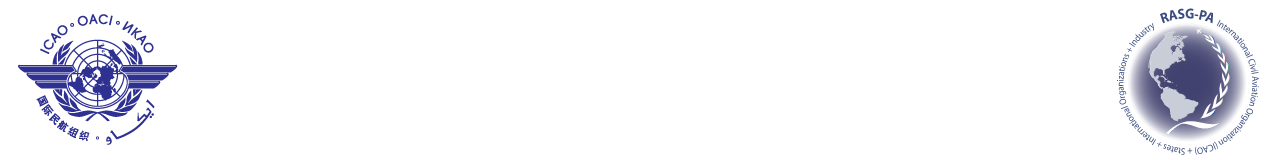 ICAO ° OACI ° ИКАО
国际民航组织 ° ايكاو
RASG-PA
International Civil Aviation Organization (ICAO) + States + International Organizations + Industry